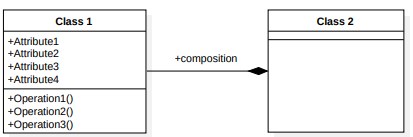 Class 1
+Attribute1
+Attribute2
+Attribute3
+Attribute4
+Operation1()
+Operation2()
+Operation3()
+composition
Class 2